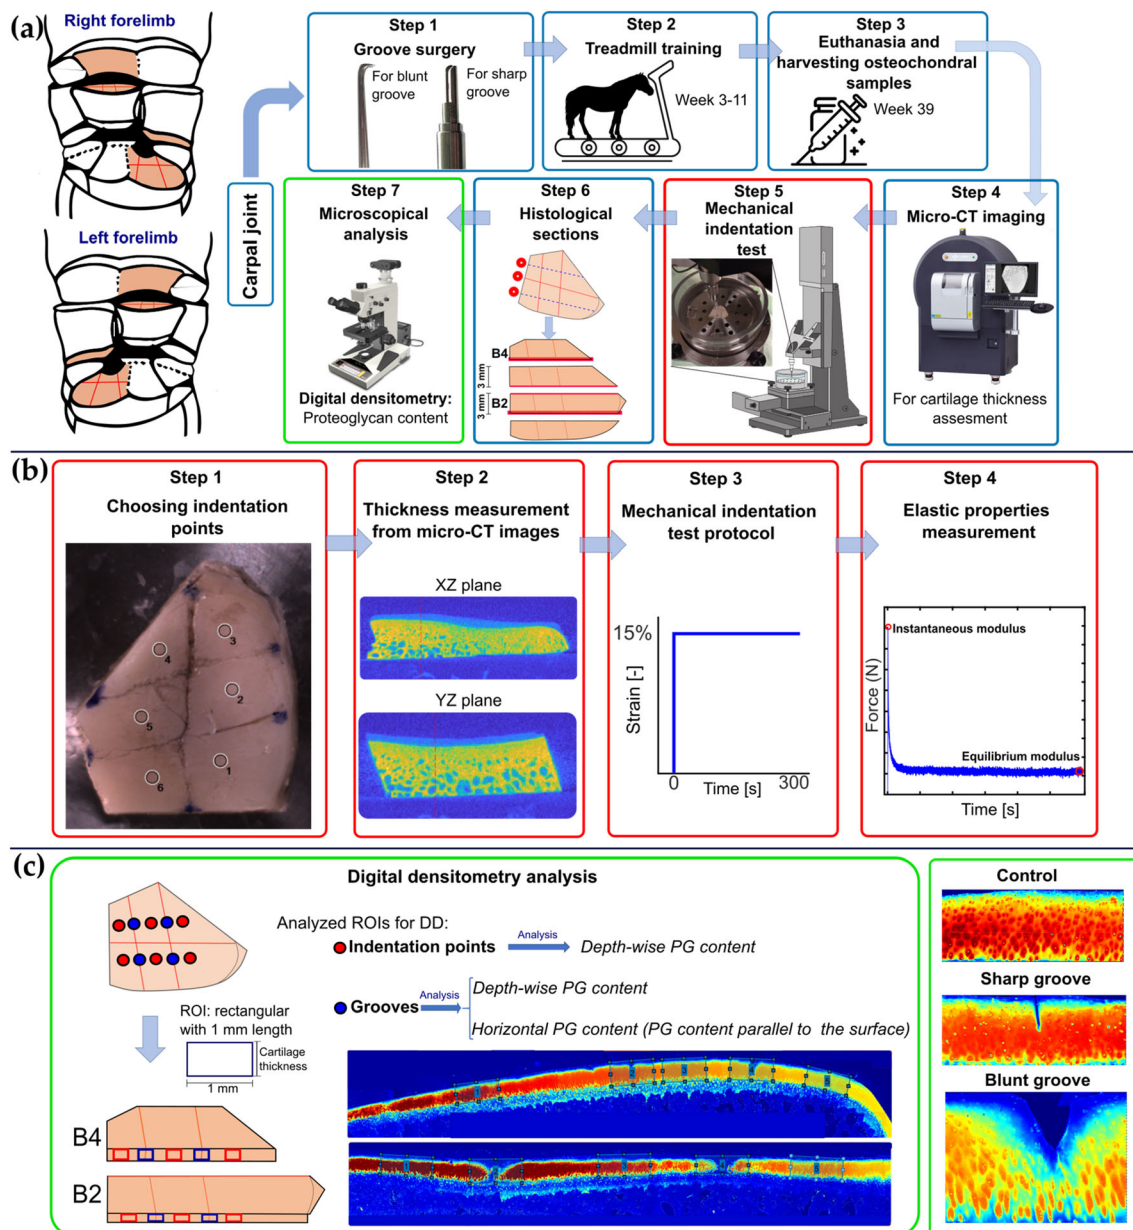 (a)
Right forelimb
Left forelimb
Carpal joint
Step 1
Groove surgery
For blunt
groove
For sharp
groove
Step 2
Treadmill training
Week 3-11
Step 3
Euthanasia and
harvesting osteochondral
samples
Week 39
Step 4
Micro-CT imaging
For cartilage thickness
assesment
Step 5
Mechanical
indentation
test
Step 6
Histological
sections
B4
3 mm
B2
3 mm
Step 7
Microscopical
analysis
Digital densitometry:
Proteoglycan content
(b)
Step 1
Choosing indentation
points
3
4
2
5
1
6
Step 2
Thickness measurement
from micro-CT images
XZ plane
YZ plane
Step 3
Mechanical indentation
test protocol
15%
Strain [-]
0
300
Time [s]
Step 4
Elastic properties
measurement
Instantaneous modulus
Force (N)
Equilibrium modulus
Time [s]
(c)
Digital densitometry analysis
Analyzed ROIs for DD:
Indentation points
Analysis
Depth-wise PG content
Grooves
Analysis
Depth-wise PG content
Horizontal PG content (PG content parallel to the surface)
ROI: rectangular
with 1 mm length
Cartilage
thickness
1 mm
B4
B2
Control
Sharp groove
Blunt groove